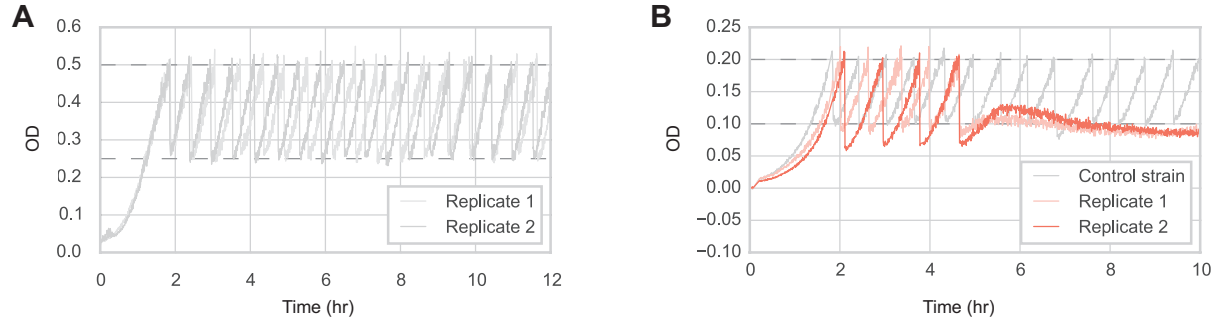 A
OD
0.6
0.5
0.4
0.3
0.2
0.1
0.0
0 2 4 6 8 10 12
Time (hr)
Replicate 1
Replicate 2
B
OD
0.25
0.20
0.15
0.10
0.05
0.00
−0.05
−0.10
0 2 4 6 8 10
Time (hr)
Control strain
Replicate 1
Replicate 2